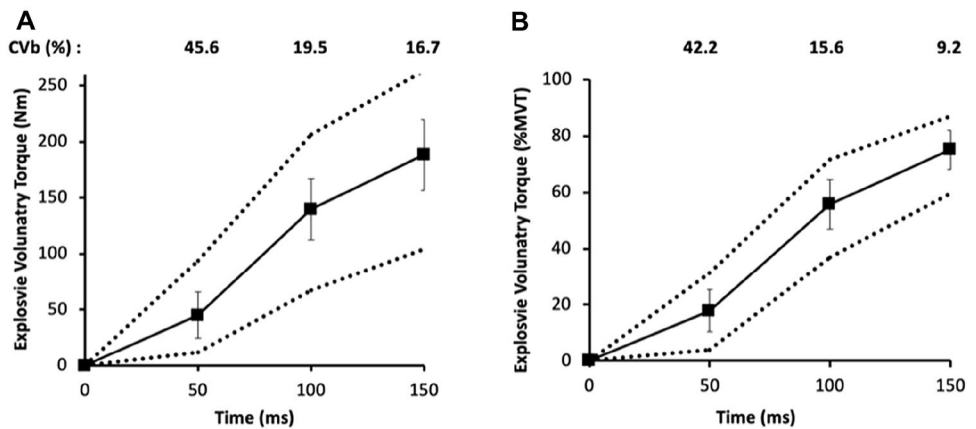 A
CVb (%) : 45.6 19.5 16.7
Explosvie Volunatry Torque (Nm)
250
200
150
100
50
0
0 50 100 150
Time (ms)
B
42.2 15.6 9.2
Explosvie Volunatry Torque (%MVT)
100
80
60
40
20
0
0 50 100 150
Time (ms)